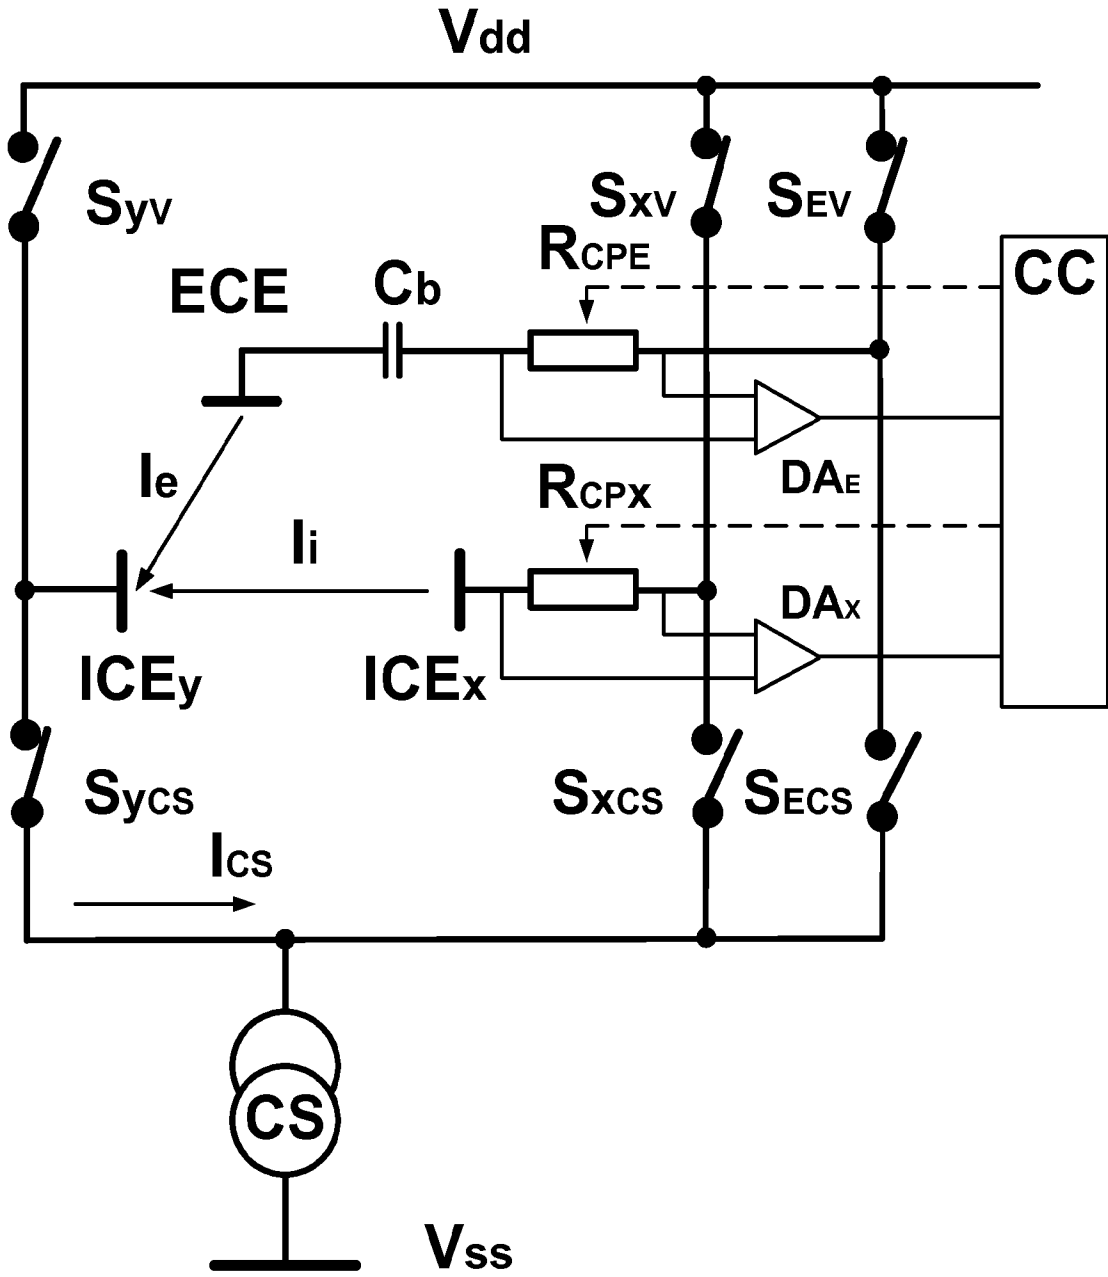 Vdd
SyV
SxV
SEV
RCPE
CC
ECE
Cb
DAE
Ie
RCPx
Ii
DAX
ICEy
ICEx
SyCS
SxCS
SECS
ICS
CS
Vss